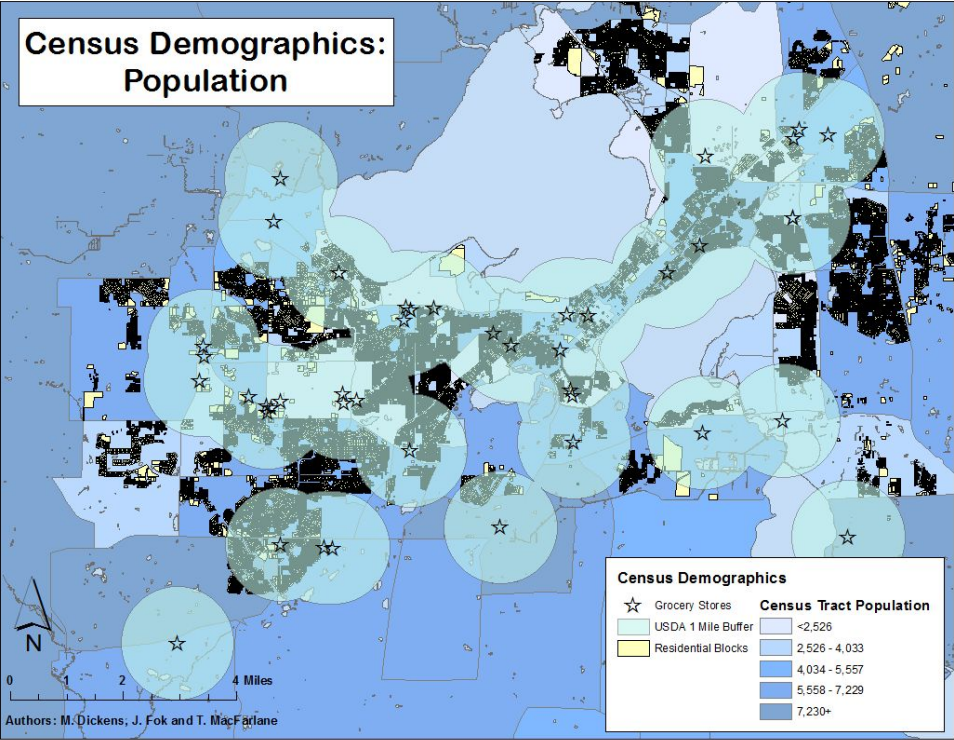 Census Demographics:
Population
Census Demographics
Grocery Stores
USDA 1 Mile Buffer
Residential Blocks
Census Tract Population
<2,526
2,526 - 4,033
4,034 - 5,557
5,558 - 7,229
7,230+
N
0 1 2 4 Miles
Authors: M. Dickens, J. Fok and T. MacFarlane